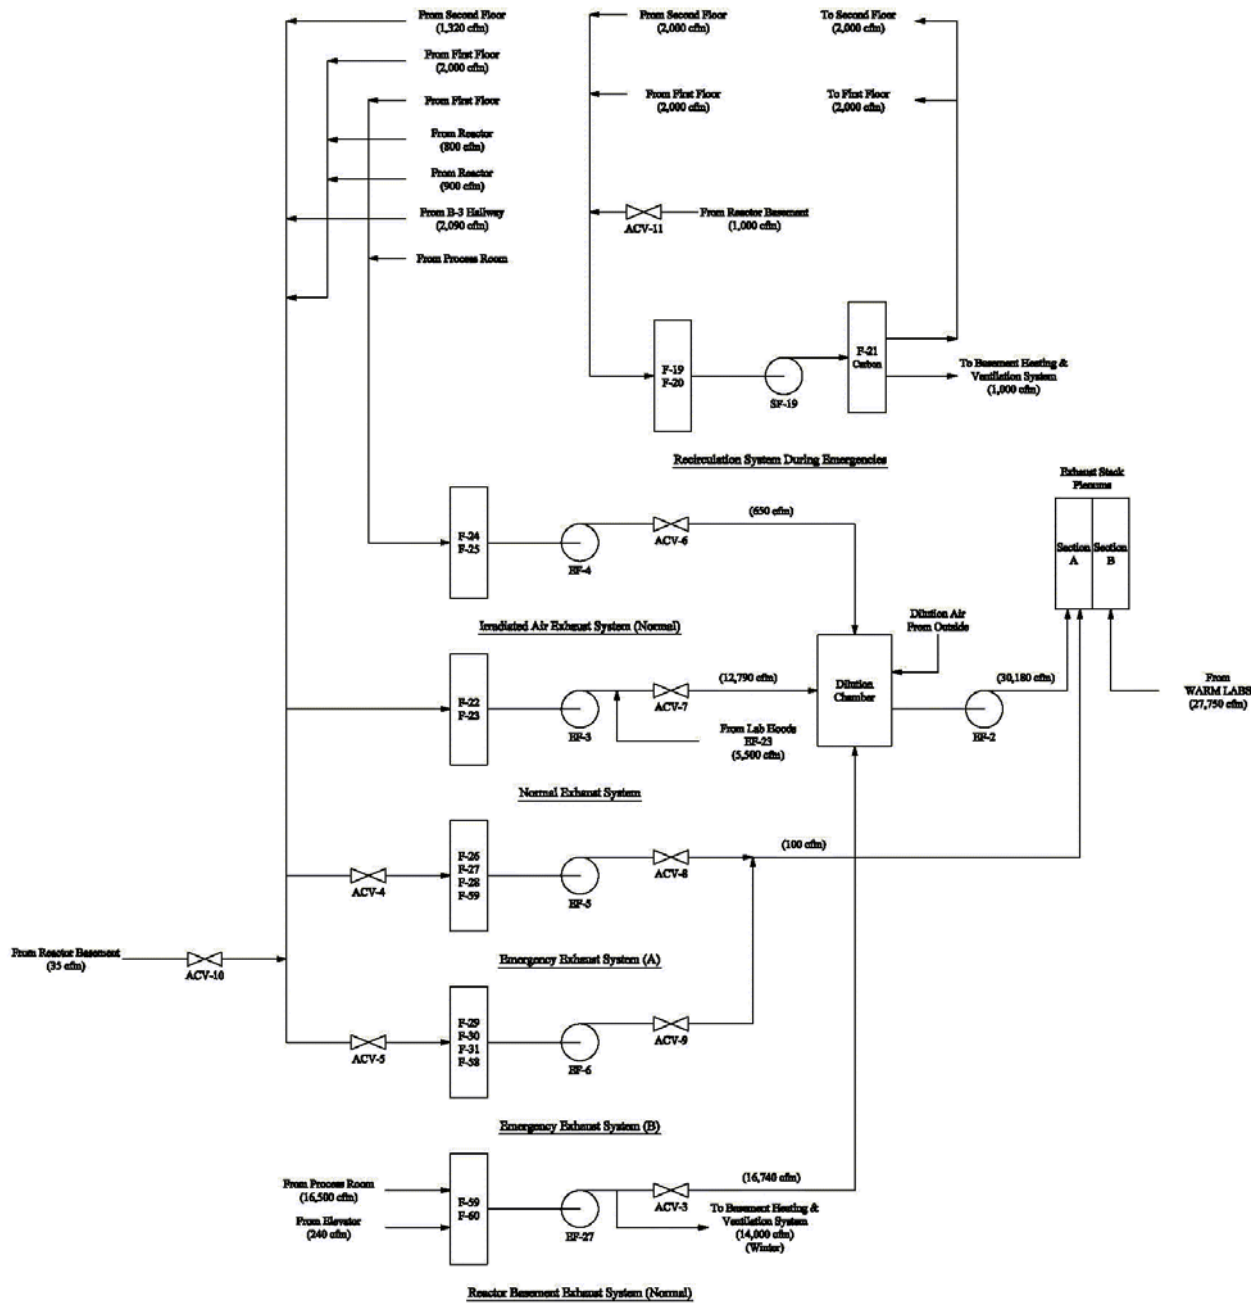 From Second Floor
(1,320 cfm)
From First Floor
(2,000 cfm)
From First Floor
From Reactor
(800 cfm)
From Reactor
(900 cfm)
From B-3 Hallway
(2,090 cfm)
From Process Room
From Second Floor
(2,000 cfm)
From First Floor
(2,000 cfm)
ACV-11
From Reactor Basement
(1,000 cfm)
To Second Floor
(2,000 cfm)
To First Floor
(2,000 cfm)
F-19
F-20
SF-19
F-21
Carbon
To Basement Heating &
Ventilation System
(1,000 cfm)
Recirculation System During Emergencies
F-24
F-25
EF-4
ACV-6
(650 cfm)
Irradiated Air Exhaust System (Normal)
Exhaust Stack
Plenums
Section
A
Section
B
Dilution Air
From Outside
F-22
F-23
EF-3
ACV-7
(12,790 cfm)
From Lab Hoods
EF-23
(5,500 cfm)
Dilution
Chamber
EF-2
(30,180 cfm)
From
WARM LABS
(27,750 cfm)
Normal Exhaust System
ACV-4
F-26
F-27
F-28
F-59
EF-5
ACV-8
(100 cfm)
Emergency Exhaust System (A)
From Reactor Basement
(35 cfm)
ACV-10
ACV-5
F-29
F-30
F-31
F-58
EF-6
ACV-9
Emergency Exhaust System (B)
From Process Room
(16,500 cfm)
From Elevator
(240 cfm)
F-59
F-60
EF-27
ACV-3
(16,740 cfm)
To Basement Heating &
Ventilation System
(14,000 cfm)
(Winter)
Reactor Basement Exhaust System (Normal)